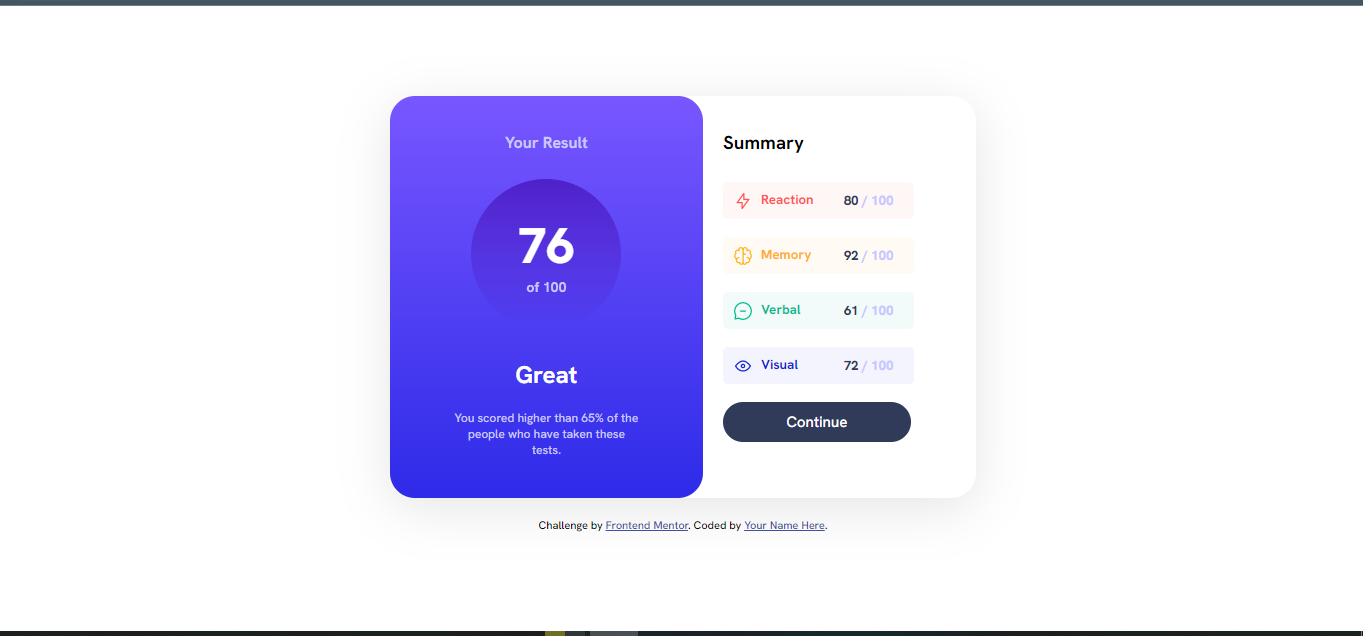 Your Result
76
of 100
Great
You scored higher than 65% of the
people who have taken these
tests.
Summary
Reaction 80 / 100
Memory 92 / 100
Verbal 61 / 100
Visual 72 / 100
Continue
Challenge by Frontend Mentor. Coded by Your Name Here.